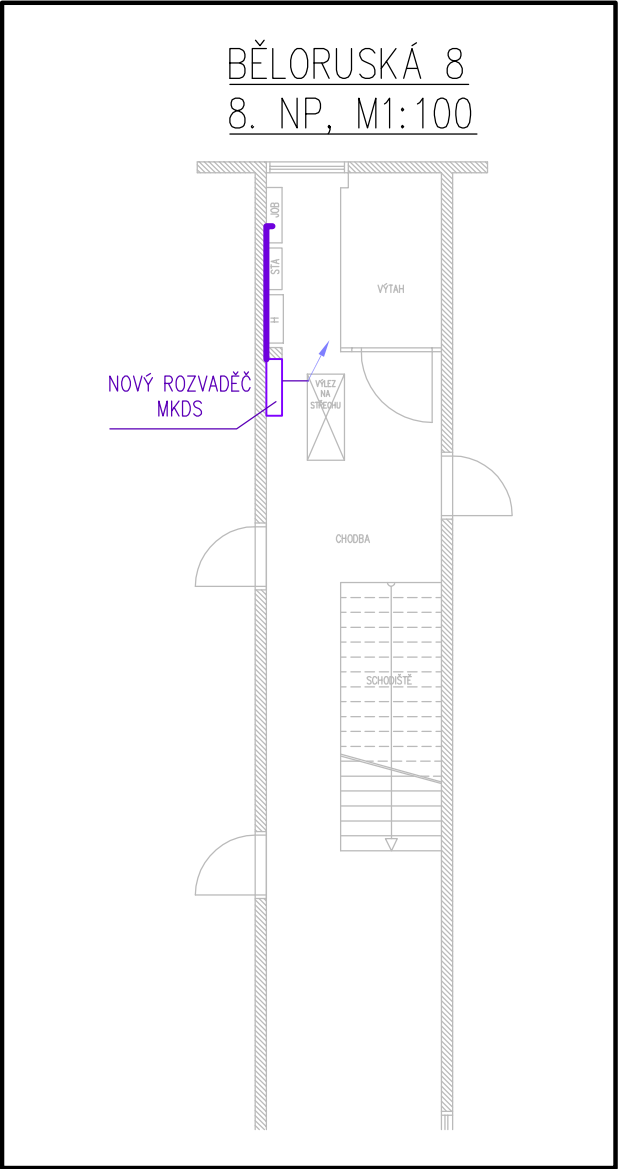 BĚLORUSKÁ 8
8. NP, M1:100
JOB
STA
VÝTAH
H
NOVÝ ROZVADĚČ
MKDS
VÝLEZ
NA
STŘECHU
CHODBA
SCHODIŠTĚ